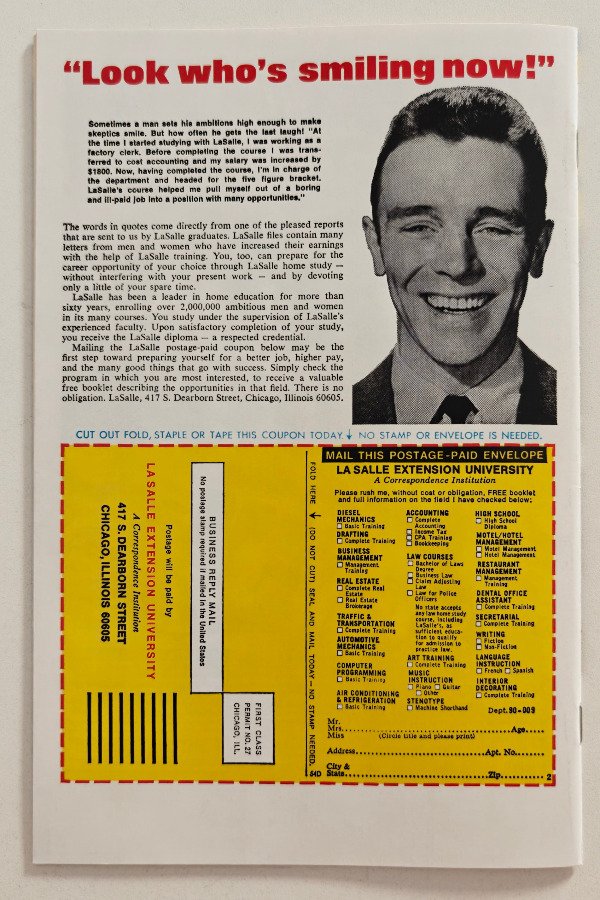 “Look who’s smiling now!”
Sometimes a man sets his ambitions high enough to make
skeptics smile. But how often he gets the last laugh! "At
the time I started studying with LaSalle, I was working as a
factory clerk. Before completing the course I was trans-
ferred to cost accounting and my salary was increased by
$1800. Now, having completed the course, I'm in charge of
the department and headed for the five figure bracket.
LaSalle's course helped me pull myself out of a boring
and ill-paid job into a position with many opportunities."
The words in quotes come directly from one of the pleased reports
that are sent to us by LaSalle graduates. LaSalle files contain many
letters from men and women who have increased their earnings
with the help of LaSalle training. You, too, can prepare for the
career opportunity of your choice through LaSalle home study —
without interfering with your present work — and by devoting
only a little of your spare time.
LaSalle has been a leader in home education for more than
sixty years, enrolling over 2,000,000 ambitious men and women
in its many courses. You study under the supervision of LaSalle's
experienced faculty. Upon satisfactory completion of your study,
you receive the LaSalle diploma — a respected credential.
Mailing the LaSalle postage-paid coupon below may be the
first step toward preparing yourself for a better job, higher pay,
and the many good things that go with success. Simply check the
program in which you are most interested, to receive a valuable
free booklet describing the opportunities in that field. There is no
obligation. LaSalle, 417 S. Dearborn Street, Chicago, Illinois 60605.
CUT OUT FOLD, STAPLE OR TAPE THIS COUPON TODAY ↓ NO STAMP OR ENVELOPE IS NEEDED.
BUSINESS REPLY MAIL
No postage stamp required if mailed in the United States
FIRST CLASS
PERMIT NO. 27
CHICAGO, ILL.
Postage will be paid by
LASALLE EXTENSION UNIVERSITY
A Correspondence Institution
417 S. DEARBORN STREET
CHICAGO, ILLINOIS 60605
FOLD HERE → (DO NOT CUT) SEAL AND MAIL TODAY — NO STAMP NEEDED.
54D
MAIL THIS POSTAGE-PAID ENVELOPE
LA SALLE EXTENSION UNIVERSITY
A Correspondence Institution
Please rush me, without cost or obligation, FREE booklet
and full information on the field I have checked below:
DIESEL
MECHANICS
Basic Training
DRAFTING
Complete Training
BUSINESS
MANAGEMENT
Management
Training
REAL ESTATE
Complete Real
Estate
Real Estate
Brokerage
TRAFFIC &
TRANSPORTATION
Complete Training
AUTOMOTIVE
MECHANICS
Basic Training
COMPUTER
PROGRAMMING
Basic Training
AIR CONDITIONING
& REFRIGERATION
Basic Training
ACCOUNTING
Complete
Accounting
Income Tax
CPA Training
Bookkeeping
LAW COURSES
Bachelor of Laws
Degree
Business Law
Claim Adjusting
Law
Law for Police
Officers
No state accepts
any law home study
course, including
LaSalle's, as
sufficient educa-
tion to qualify
for admission to
practice law.
ART TRAINING
Complete Training
MUSIC
INSTRUCTION
Piano Guitar
Other
STENOTYPE
Machine Shorthand
HIGH SCHOOL
High School
Diploma
MOTEL/HOTEL
MANAGEMENT
Motel Management
Hotel Management
RESTAURANT
MANAGEMENT
Management
Training
DENTAL OFFICE
ASSISTANT
Complete Training
SECRETARIAL
Complete Training
WRITING
Fiction
Non-Fiction
LANGUAGE
INSTRUCTION
French Spanish
INTERIOR
DECORATING
Complete Training
Dept. 90-009
Mr.
Mrs. Age
Miss (Circle title and please print)
Address Apt. No.
City &
State Zip 2